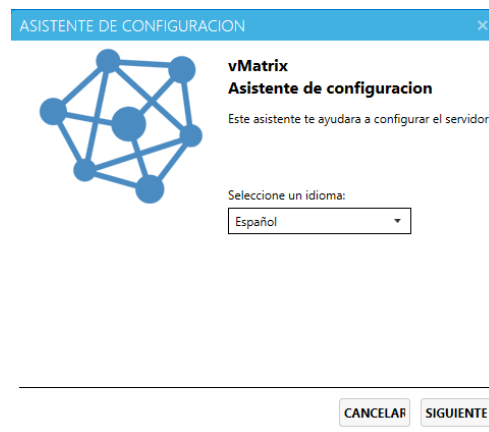 ASISTENTE DE CONFIGURACION
vMatrix
Asistente de configuracion
Este asistente te ayudara a configurar el servidor
Seleccione un idioma:
Español
CANCELAR
SIGUIENTE